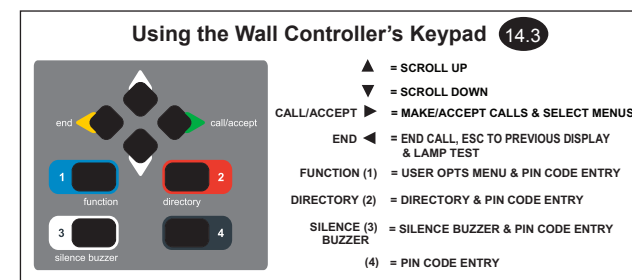 Using the Wall Controller's Keypad 14.3
end
call/accept
1
function
2
directory
3
silence buzzer
4
▲ = SCROLL UP
▼ = SCROLL DOWN
CALL/ACCEPT ► = MAKE/ACCEPT CALLS & SELECT MENUS
END ◄ = END CALL, ESC TO PREVIOUS DISPLAY
& LAMP TEST
FUNCTION (1) = USER OPTS MENU & PIN CODE ENTRY
DIRECTORY (2) = DIRECTORY & PIN CODE ENTRY
SILENCE (3) = SILENCE BUZZER & PIN CODE ENTRY
BUZZER
(4) = PIN CODE ENTRY